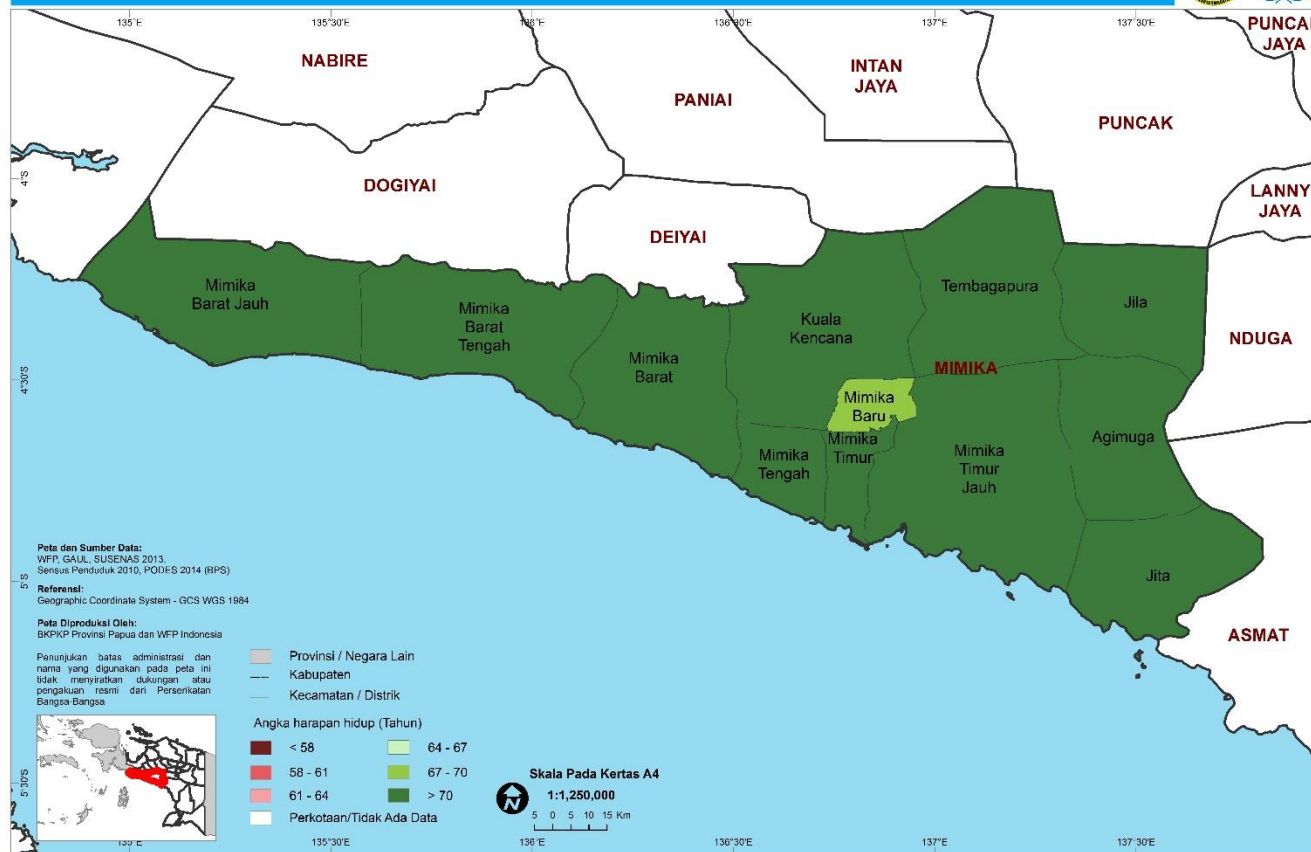 135°E
135°30'E
136°E
136°30'E
137°E
137°30'E
PUNCAK
JAYA
NABIRE
INTAN
JAYA
PANIAI
PUNCAK
4°S
DOGIYAI
LANNY
JAYA
DEIYAI
Mimika
Barat Jauh
Tembagapura
Jila
Mimika
Barat
Tengah
Kuala
Kencana
NDUGA
Mimika
Barat
MIMIKA
4°30'S
Mimika
Baru
Agimuga
Mimika
Timur
Mimika
Tengah
Mimika
Timur
Jauh
Jita
5°S
ASMAT
Peta dan Sumber Data:
WFP, GAUL, SUSENAS 2013,
Sensus Penduduk 2010, PODES 2014 (BPS)
Referensi:
Geographic Coordinate System - GCS WGS 1984
Peta Diproduksi Oleh:
BKPKP Provinsi Papua dan WFP Indonesia
Penunjukan batas administrasi dan
nama yang digunakan pada peta ini
tidak menyiratkan dukungan atau
pengakuan resmi dari Perserikatan
Bangsa-Bangsa
Provinsi / Negara Lain
Kabupaten
Kecamatan / Distrik
Angka harapan hidup (Tahun)
< 58
64 - 67
58 - 61
67 - 70
61 - 64
> 70
Perkotaan/Tidak Ada Data
N
Skala Pada Kertas A4
1:1,250,000
5 0 5 10 15 Km
5°30'S
135°E
135°30'E
136°E
136°30'E
137°E
137°30'E